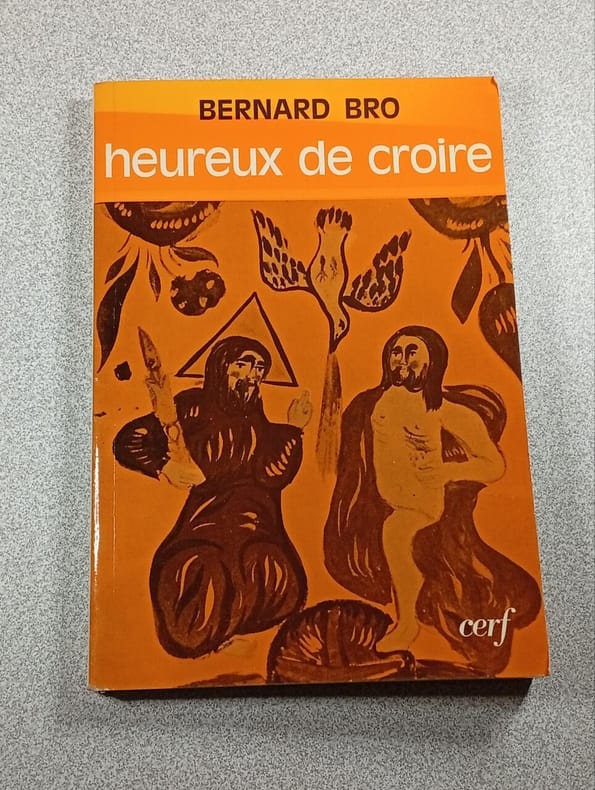 BERNARD BRO
heureux de croire
cerf